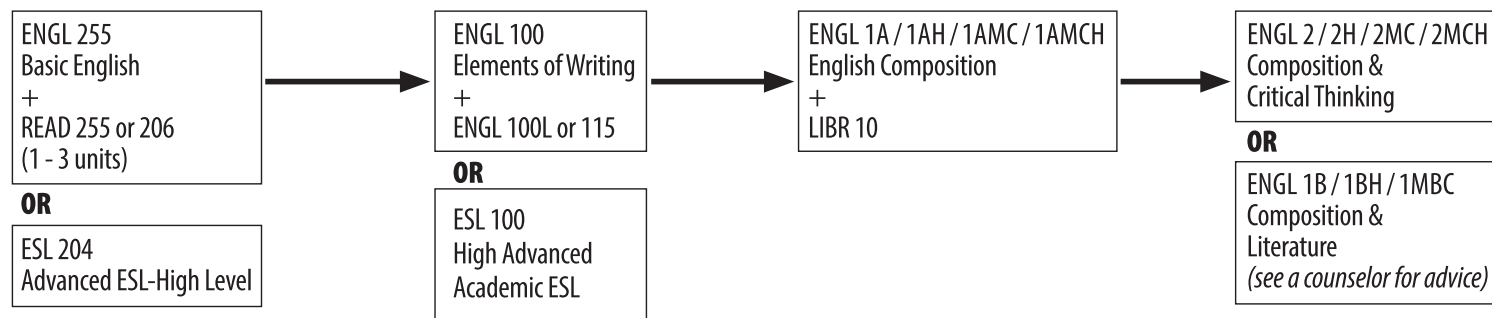 ENGL 255
Basic English
+
READ 255 or 206
(1 - 3 units)
OR
ESL 204
Advanced ESL-High Level
ENGL 100
Elements of Writing
+
ENGL 100L or 115
OR
ESL 100
High Advanced
Academic ESL
ENGL 1A / 1AH / 1AMC / 1AMCH
English Composition
+
LIBR 10
ENGL 2 / 2H / 2MC / 2MCH
Composition &
Critical Thinking
OR
ENGL 1B / 1BH / 1MBC
Composition &
Literature
(see a counselor for advice)